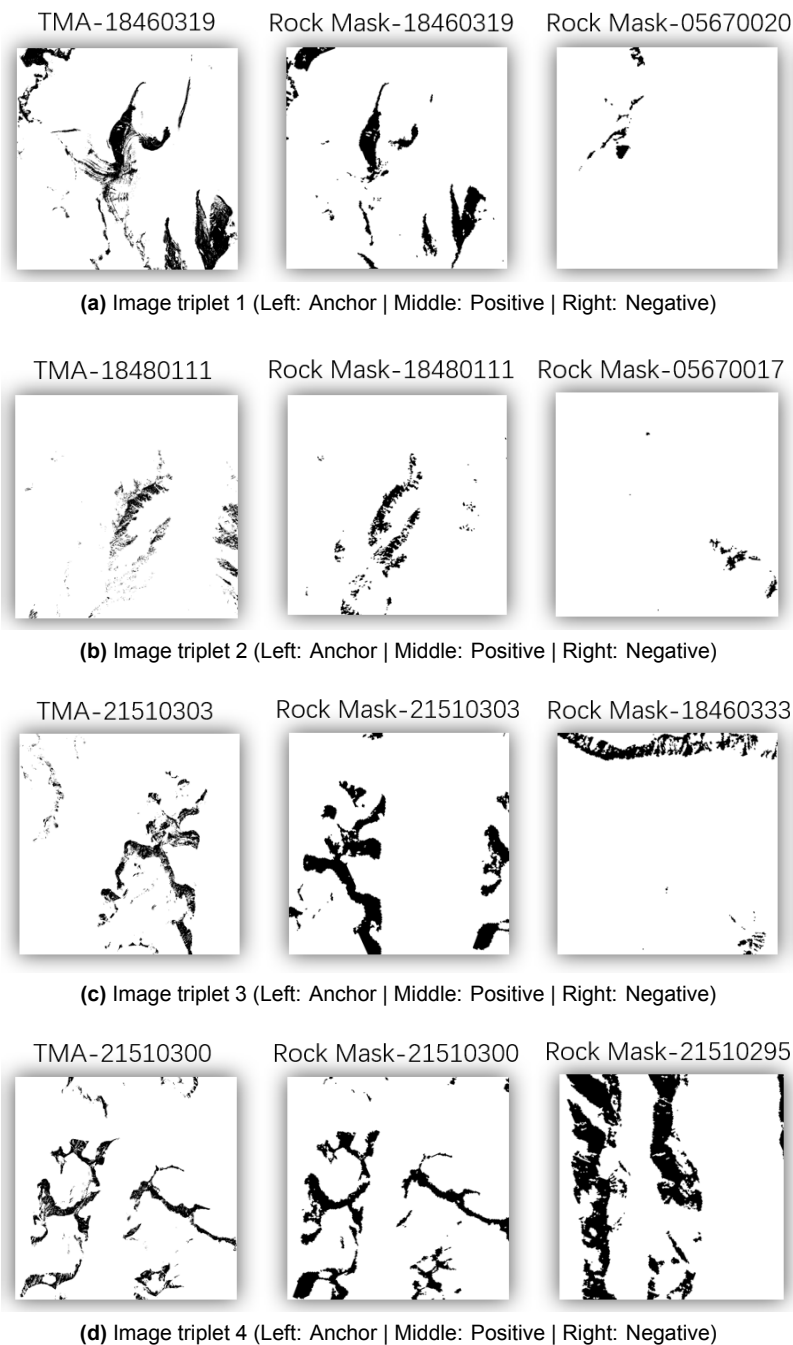 TMA-18460319 Rock Mask-18460319 Rock Mask-05670020
(a) Image triplet 1 (Left: Anchor | Middle: Positive | Right: Negative)
TMA-18480111 Rock Mask-18480111 Rock Mask-05670017
(b) Image triplet 2 (Left: Anchor | Middle: Positive | Right: Negative)
TMA-21510303 Rock Mask-21510303 Rock Mask-18460333
(c) Image triplet 3 (Left: Anchor | Middle: Positive | Right: Negative)
TMA-21510300 Rock Mask-21510300 Rock Mask-21510295
(d) Image triplet 4 (Left: Anchor | Middle: Positive | Right: Negative)